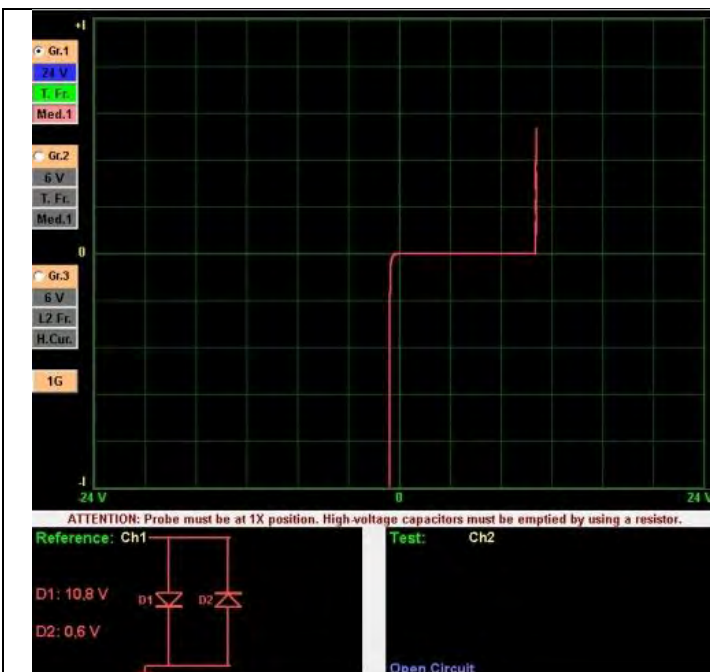 +I
Gr.1
24 V
T. Fr.
Med.1
Gr.2
6 V
T. Fr.
Med.1
0
Gr.3
6 V
L2 Fr.
H.Cur.
1G
-I
24 V 0 24 V
ATTENTION: Probe must be at 1X position. High-voltage capacitors must be emptied by using a resistor.
Reference: Ch1
D1: 10,8 V
D1 D2
D2: 0,6 V
Test: Ch2
Open Circuit